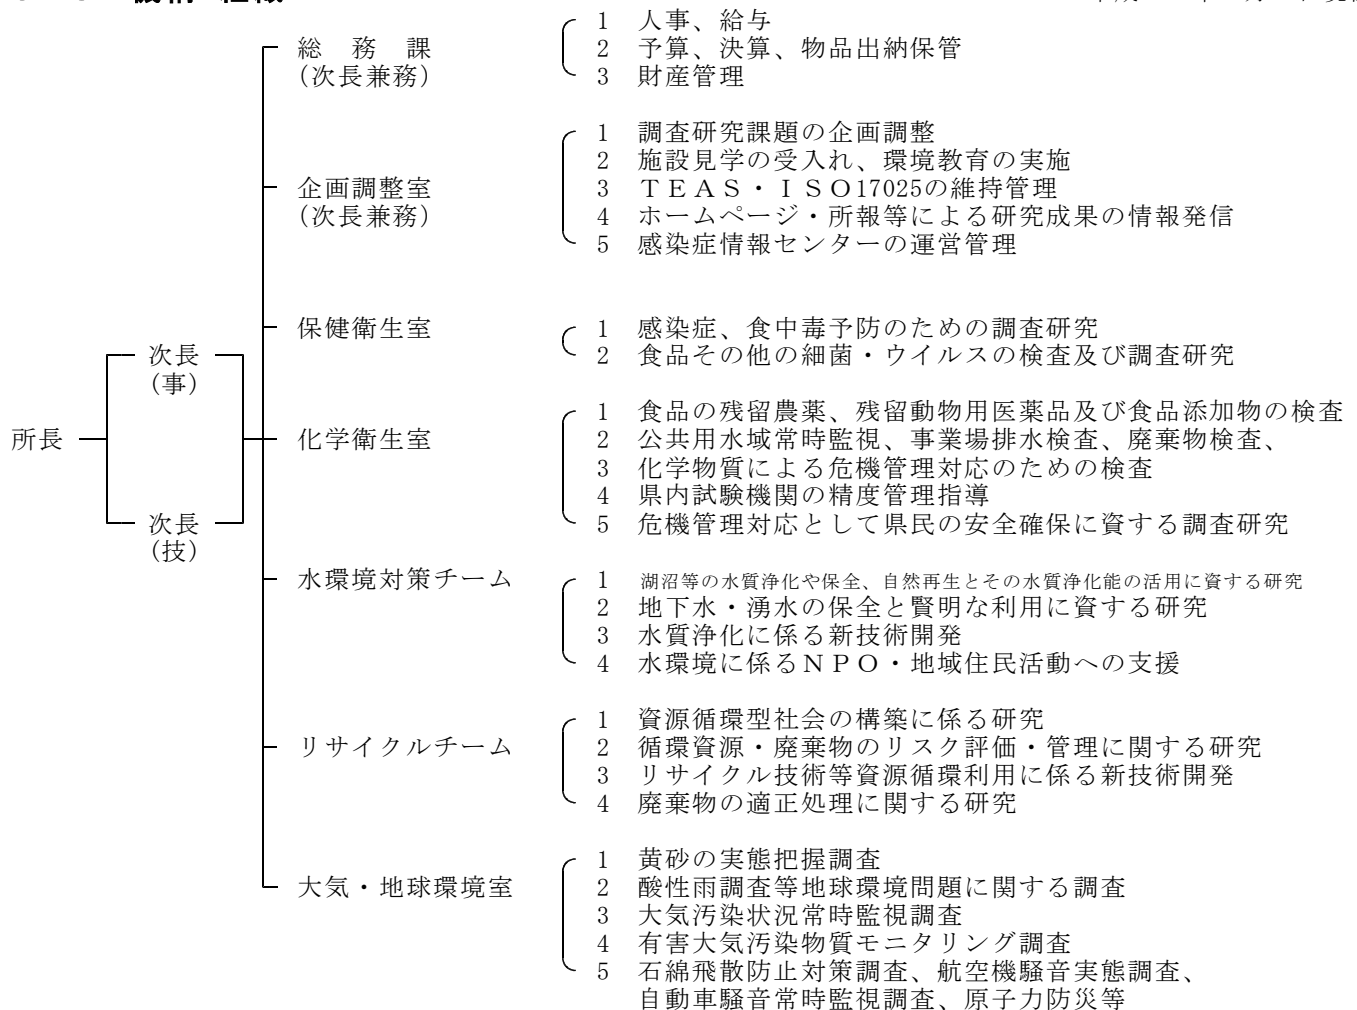 総務課
(次長兼務)
1 人事、給与
2 予算、決算、物品出納保管
3 財産管理
企画調整室
(次長兼務)
1 調査研究課題の企画調整
2 施設見学の受入れ、環境教育の実施
3 ＴＥＡＳ・ＩＳＯ17025の維持管理
4 ホームページ・所報等による研究成果の情報発信
5 感染症情報センターの運営管理
保健衛生室
1 感染症、食中毒予防のための調査研究
2 食品その他の細菌・ウイルスの検査及び調査研究
所長
次長
(事)
次長
(技)
化学衛生室
1 食品の残留農薬、残留動物用医薬品及び食品添加物の検査
2 公共用水域常時監視、事業場排水検査、廃棄物検査、
3 化学物質による危機管理対応のための検査
4 県内試験機関の精度管理指導
5 危機管理対応として県民の安全確保に資する調査研究
水環境対策チーム
1 湖沼等の水質浄化や保全、自然再生とその水質浄化能の活用に資する研究
2 地下水・湧水の保全と賢明な利用に資する研究
3 水質浄化に係る新技術開発
4 水環境に係るＮＰＯ・地域住民活動への支援
リサイクルチーム
1 資源循環型社会の構築に係る研究
2 循環資源・廃棄物のリスク評価・管理に関する研究
3 リサイクル技術等資源循環利用に係る新技術開発
4 廃棄物の適正処理に関する研究
大気・地球環境室
1 黄砂の実態把握調査
2 酸性雨調査等地球環境問題に関する調査
3 大気汚染状況常時監視調査
4 有害大気汚染物質モニタリング調査
5 石綿飛散防止対策調査、航空機騒音実態調査、
自動車騒音常時監視調査、原子力防災等